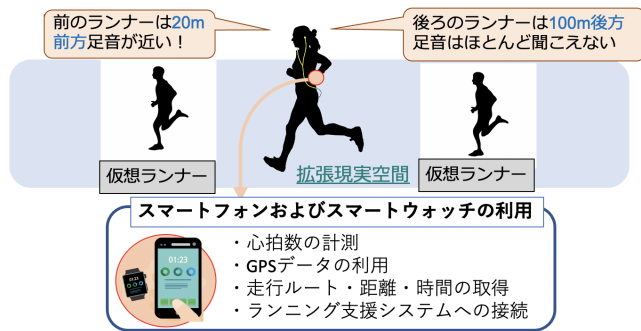 前のランナーは20m
前方足音が近い！
後ろのランナーは100m後方
足音はほとんど聞こえない
仮想ランナー
拡張現実空間
仮想ランナー
スマートフォンおよびスマートウォッチの利用
・心拍数の計測
・GPSデータの利用
・走行ルート・距離・時間の取得
・ランニング支援システムへの接続
01:23
01:23